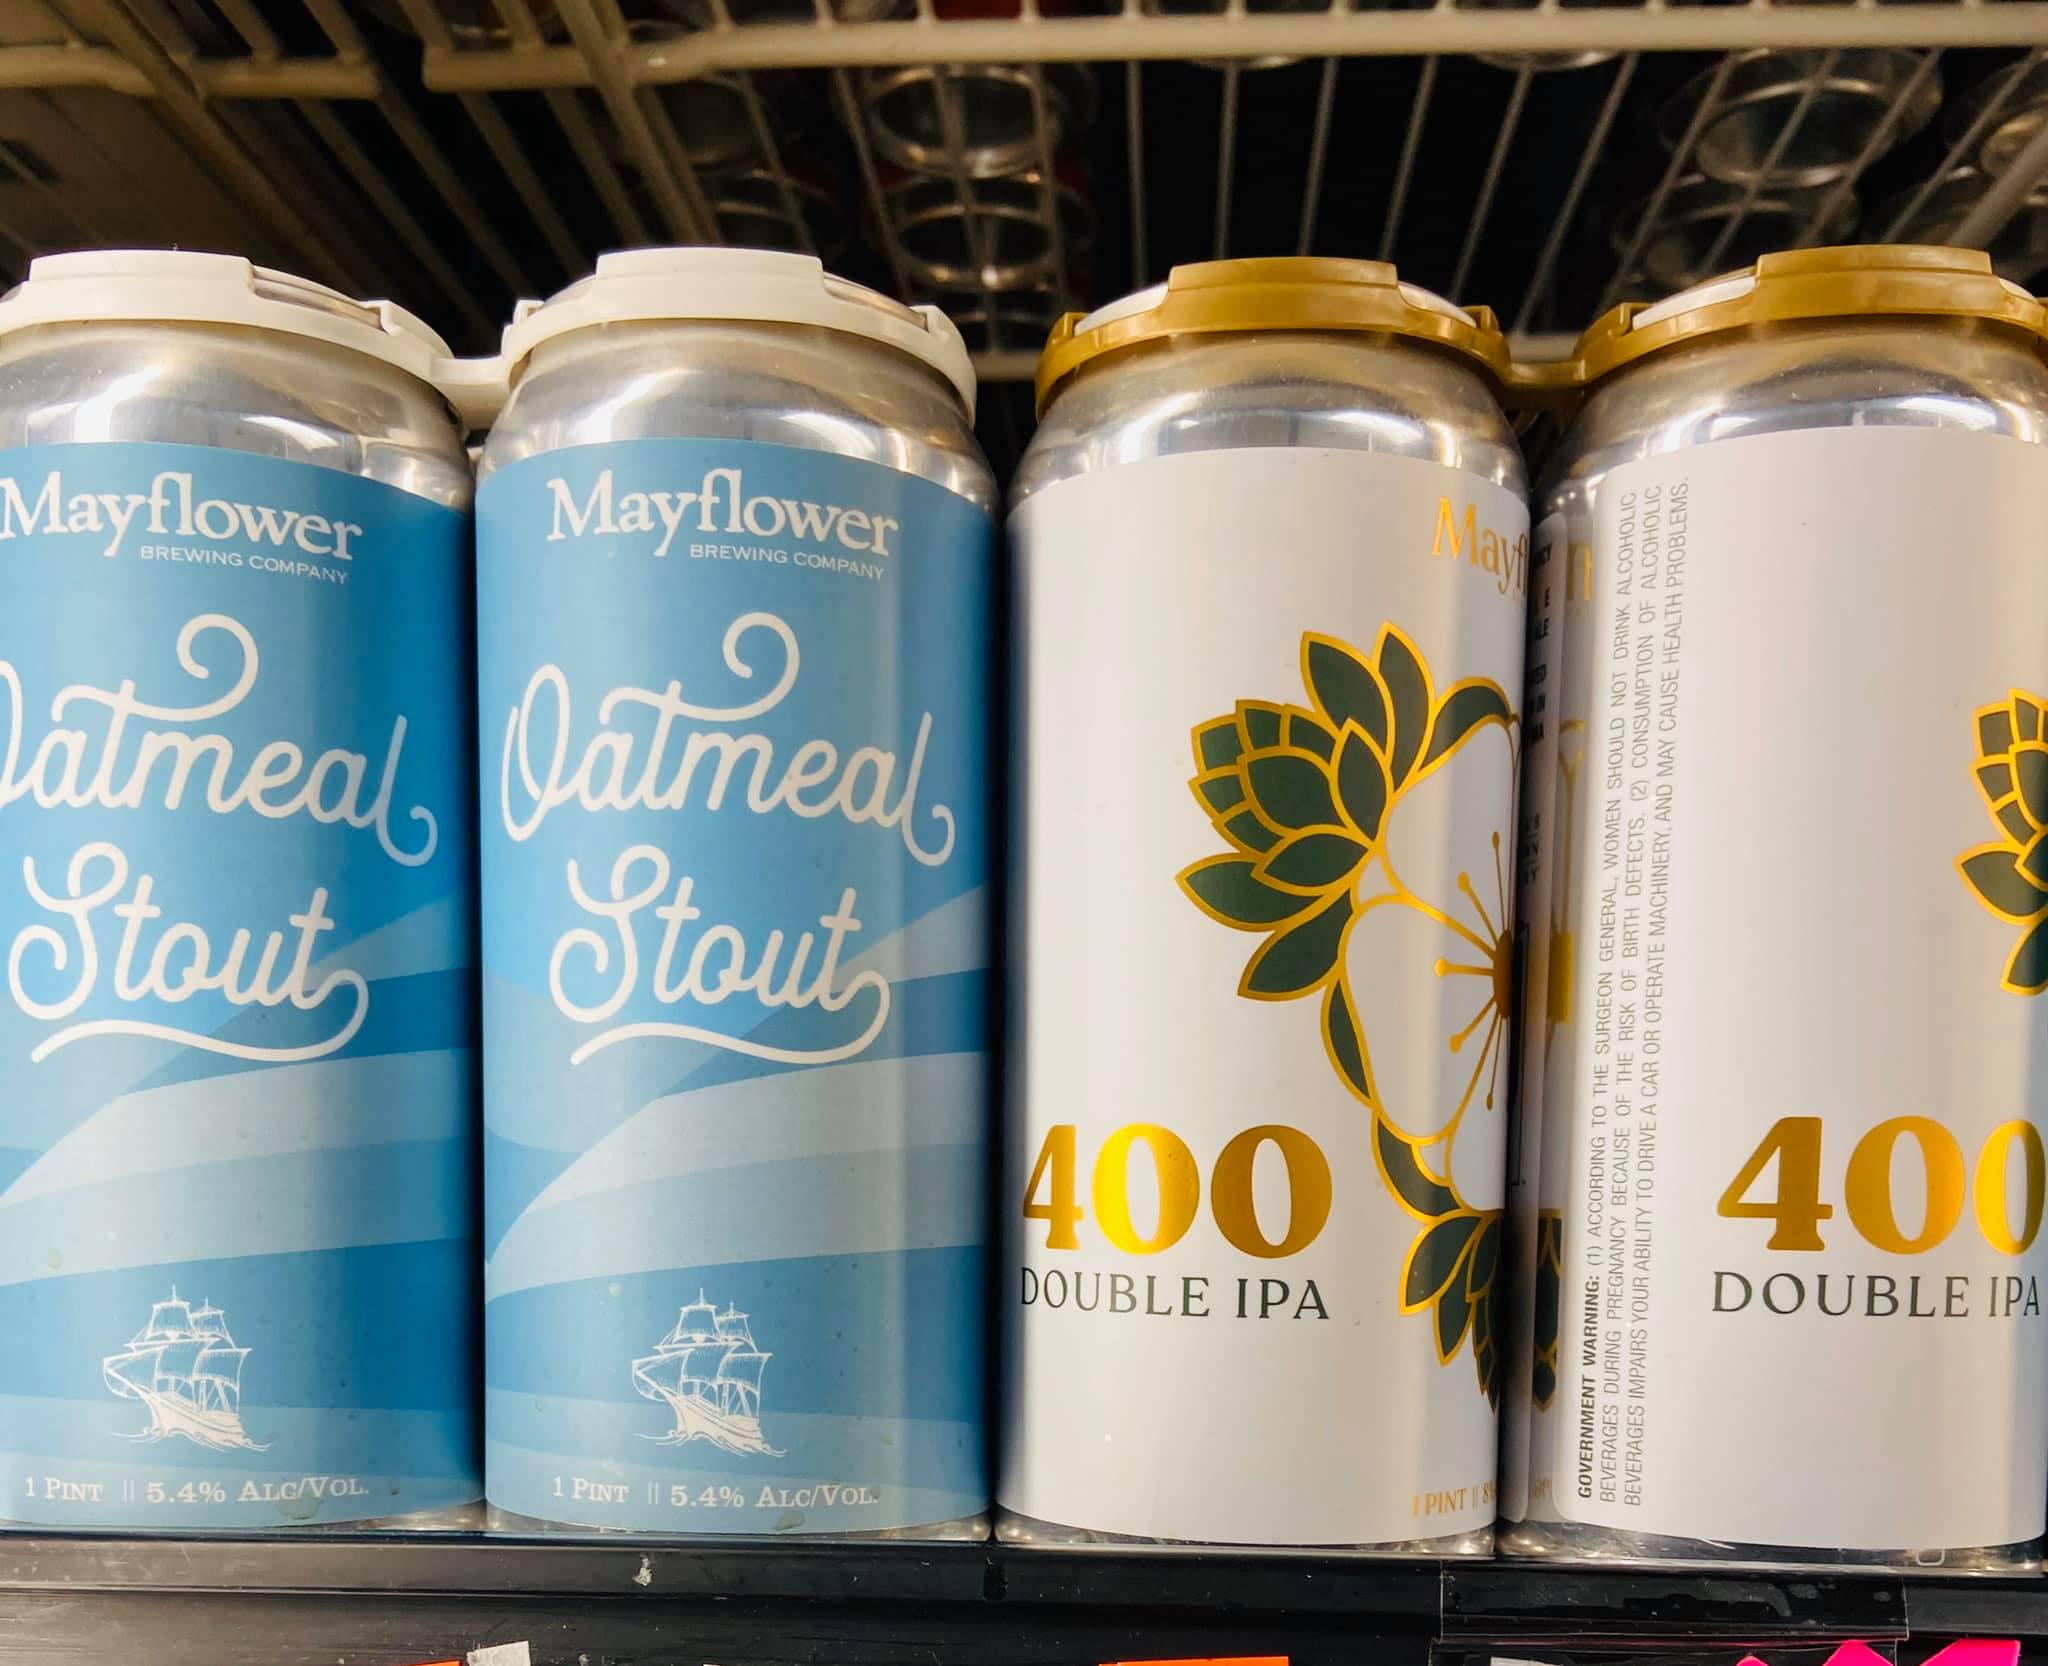 Mayflower
BREWING COMPANY
Oatmeal
Stout
1 PINT || 5.4% ALC/VOL.
Mayflower
BREWING COMPANY
Oatmeal
Stout
1 PINT || 5.4% ALC/VOL.
Mayfl
400
DOUBLE IPA
1 PINT || 8%
GOVERNMENT WARNING: (1) ACCORDING TO THE SURGEON GENERAL, WOMEN SHOULD NOT DRINK ALCOHOLIC
BEVERAGES DURING PREGNANCY BECAUSE OF THE RISK OF BIRTH DEFECTS. (2) CONSUMPTION OF ALCOHOLIC
BEVERAGES IMPAIRS YOUR ABILITY TO DRIVE A CAR OR OPERATE MACHINERY, AND MAY CAUSE HEALTH PROBLEMS.
400
DOUBLE IPA